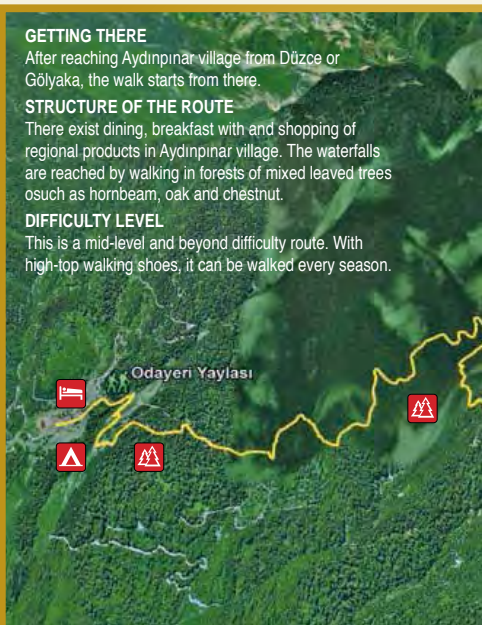 GETTING THERE
After reaching Aydınpınar village from Düzce or
Gölyaka, the walk starts from there.
STRUCTURE OF THE ROUTE
There exist dining, breakfast with and shopping of
regional products in Aydınpınar village. The waterfalls
are reached by walking in forests of mixed leaved trees
osuch as hornbeam, oak and chestnut.
DIFFICULTY LEVEL
This is a mid-level and beyond difficulty route. With
high-top walking shoes, it can be walked every season.
Odayeri Yaylası